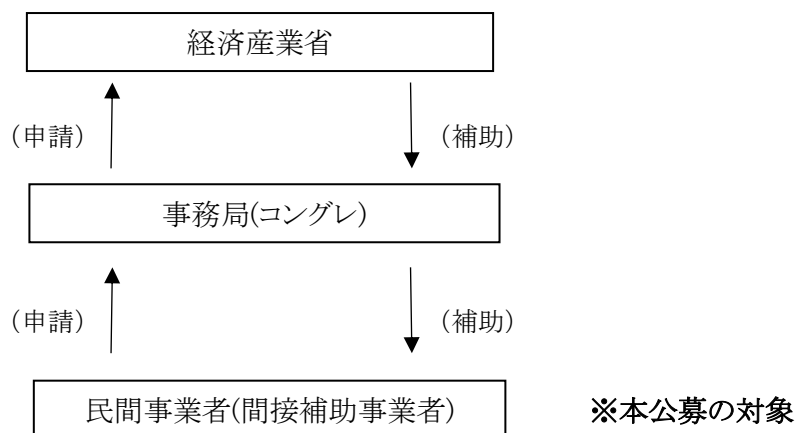 経済産業省
（申請） （補助）
事務局(コングレ)
（申請） （補助）
民間事業者(間接補助事業者) ※本公募の対象